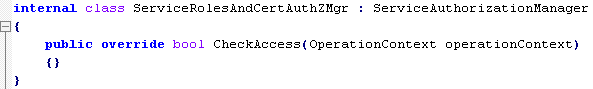 internal class ServiceRolesAndCertAuthZMgr : ServiceAuthorizationManager
{
    public override bool CheckAccess(OperationContext operationContext)
    {}
}